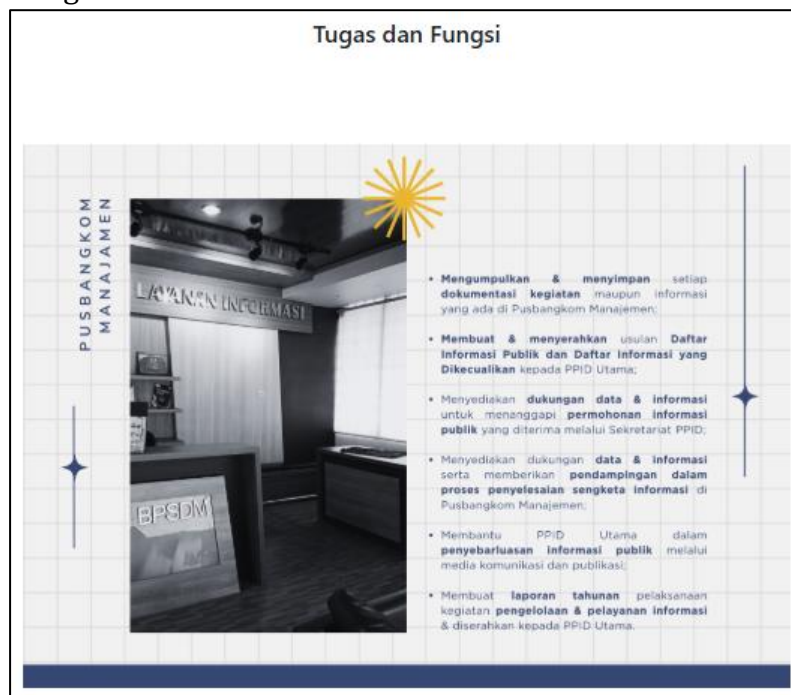 Tugas dan Fungsi
PUSBANGKOM
MANAJAMEN
LAYANAN INFORMASI
BPSDM
• Mengumpulkan & menyimpan setiap
dokumentasi kegiatan maupun informasi
yang ada di Pusbangkom Manajemen;
• Membuat & menyerahkan usulan Daftar
Informasi Publik dan Daftar Informasi yang
Dikecualikan kepada PPID Utama;
• Menyediakan dukungan data & informasi
untuk menanggapi permohonan informasi
publik yang diterima melalui Sekretariat PPID;
• Menyediakan dukungan data & informasi
serta memberikan pendampingan dalam
proses penyelesaian sengketa informasi di
Pusbangkom Manajemen;
• Membantu PPID Utama dalam
penyebarluasan informasi publik melalui
media komunikasi dan publikasi;
• Membuat laporan tahunan pelaksanaan
kegiatan pengelolaan & pelayanan informasi
& diserahkan kepada PPID Utama.